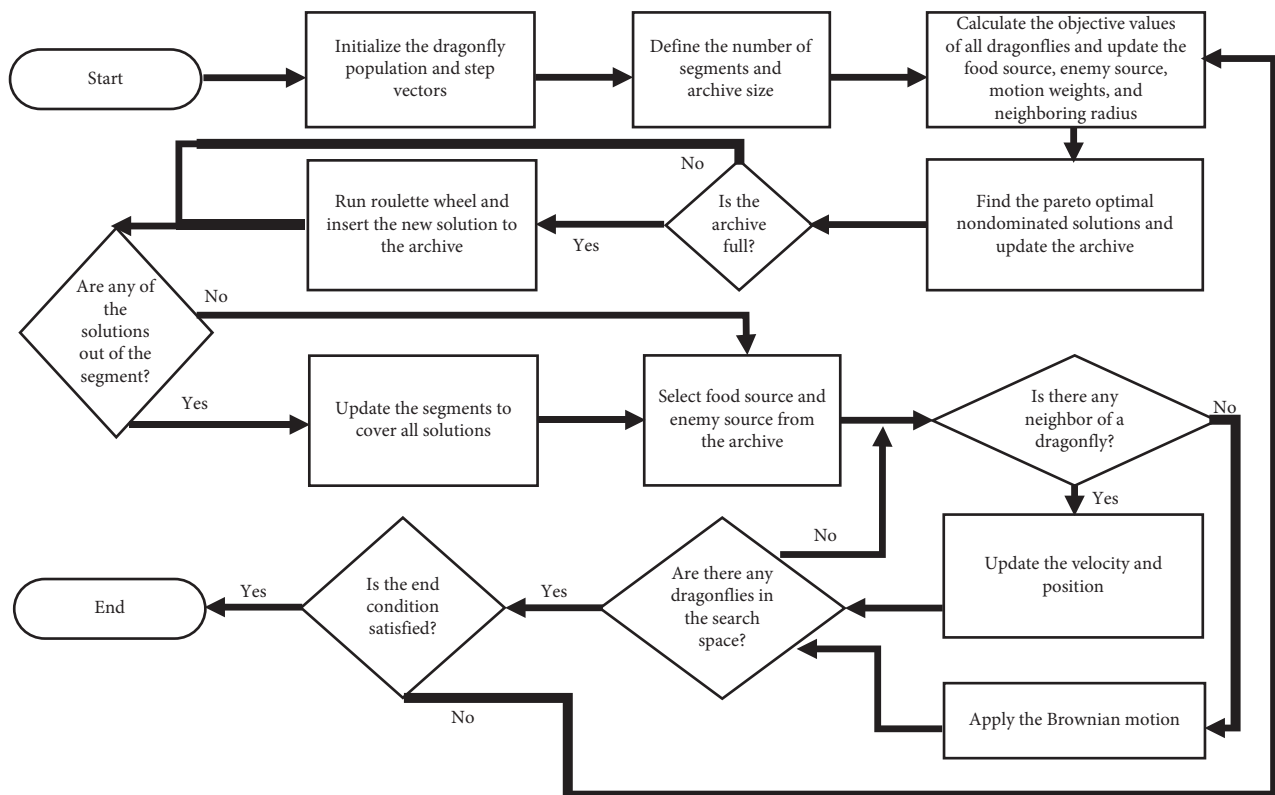 Start
Initialize the dragonfly
population and step
vectors
Define the number of
segments and
archive size
Calculate the objective values
of all dragonflies and update the
food source, enemy source,
motion weights, and
neighboring radius
Find the pareto optimal
nondominated solutions and
update the archive
Is the
archive
full?
No
Yes
Run roulette wheel and
insert the new solution to
the archive
Are any of
the
solutions
out of the
segment?
No
Yes
Update the segments to
cover all solutions
Select food source and
enemy source from
the archive
Is there any
neighbor of a
dragonfly?
No
Yes
Update the velocity and
position
Apply the Brownian motion
Are there any
dragonflies in
the search
space?
No
Yes
Is the end
condition
satisfied?
Yes
No
End